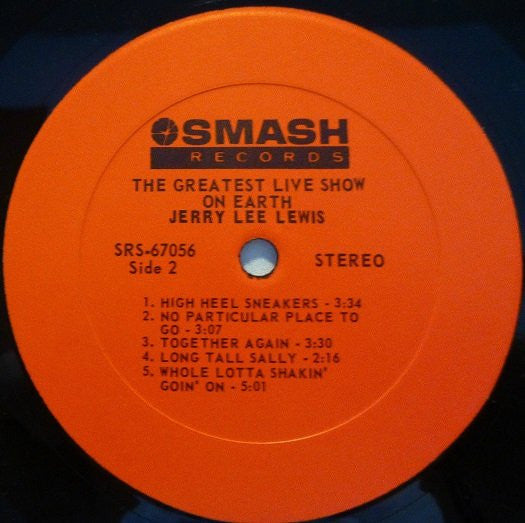 SMASH
RECORDS
THE GREATEST LIVE SHOW
ON EARTH
JERRY LEE LEWIS
SRS-67056
Side 2
STEREO
1. HIGH HEEL SNEAKERS - 3:34
2. NO PARTICULAR PLACE TO
GO - 3:07
3. TOGETHER AGAIN - 3:30
4. LONG TALL SALLY - 2:16
5. WHOLE LOTTA SHAKIN'
GOIN' ON - 5:01